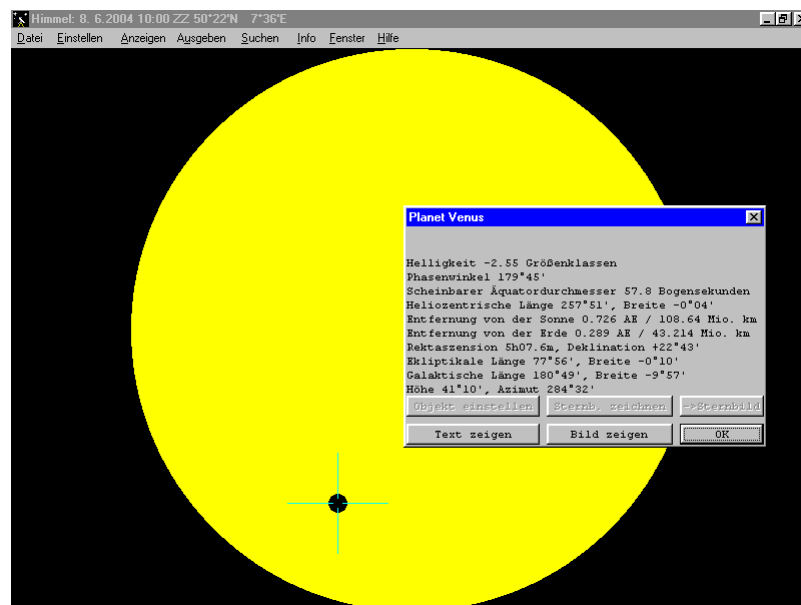 Himmel: 8. 6.2004 10:00 ZZ 50°22'N 7°36'E
Datei Einstellen Anzeigen Ausgeben Suchen Info Fenster Hilfe
Planet Venus
Helligkeit -2.55 Größenklassen
Phasenwinkel 179°45'
Scheinbarer Äquatordurchmesser 57.8 Bogensekunden
Heliozentrische Länge 257°51', Breite -0°04'
Entfernung von der Sonne 0.726 AE / 108.64 Mio. km
Entfernung von der Erde 0.289 AE / 43.214 Mio. km
Rektaszension 5h07.6m, Deklination +22°43'
Ekliptikale Länge 77°56', Breite -0°10'
Galaktische Länge 180°49', Breite -9°57'
Höhe 41°10', Azimut 284°32'
Objekt einstellen Sternb. zeichnen ->Sternbild
Text zeigen Bild zeigen OK